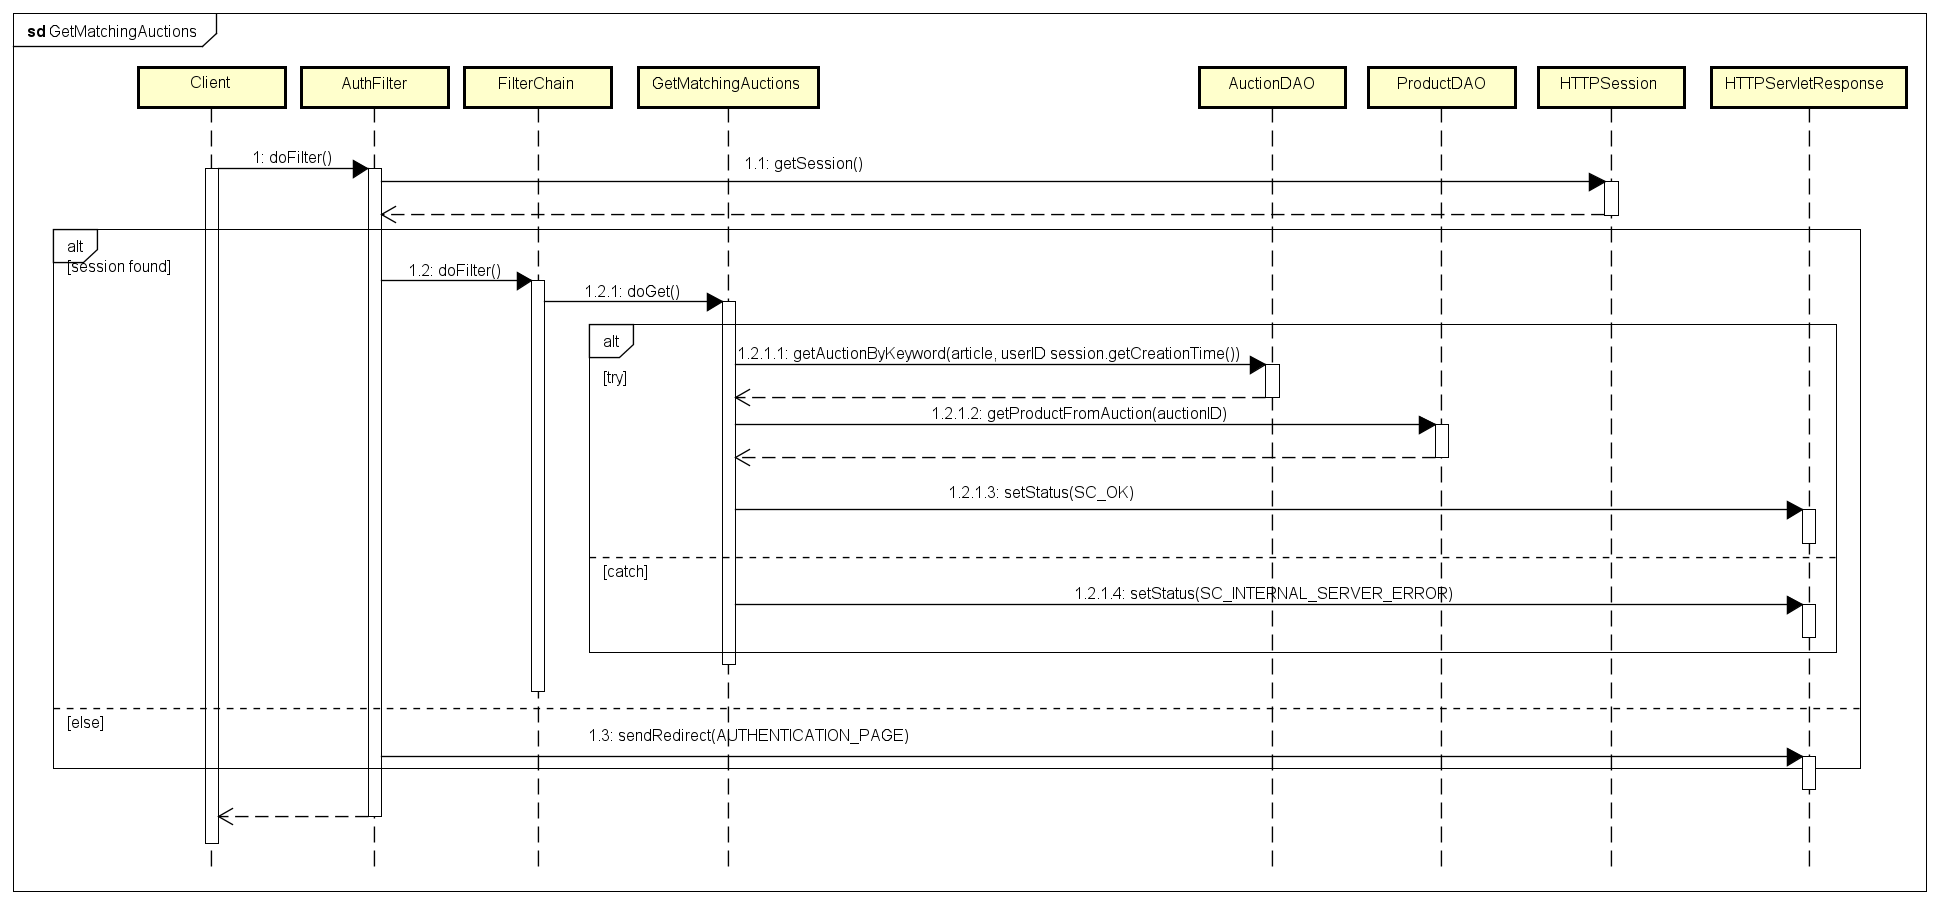 sd GetMatchingAuctions
Client
AuthFilter
FilterChain
GetMatchingAuctions
AuctionDAO
ProductDAO
HTTPSession
HTTPServletResponse
1: doFilter()
1.1: getSession()
alt
[session found]
1.2: doFilter()
1.2.1: doGet()
alt
1.2.1.1: getAuctionByKeyword(article, userID session.getCreationTime())
[try]
1.2.1.2: getProductFromAuction(auctionID)
1.2.1.3: setStatus(SC_OK)
[catch]
1.2.1.4: setStatus(SC_INTERNAL_SERVER_ERROR)
[else]
1.3: sendRedirect(AUTHENTICATION_PAGE)